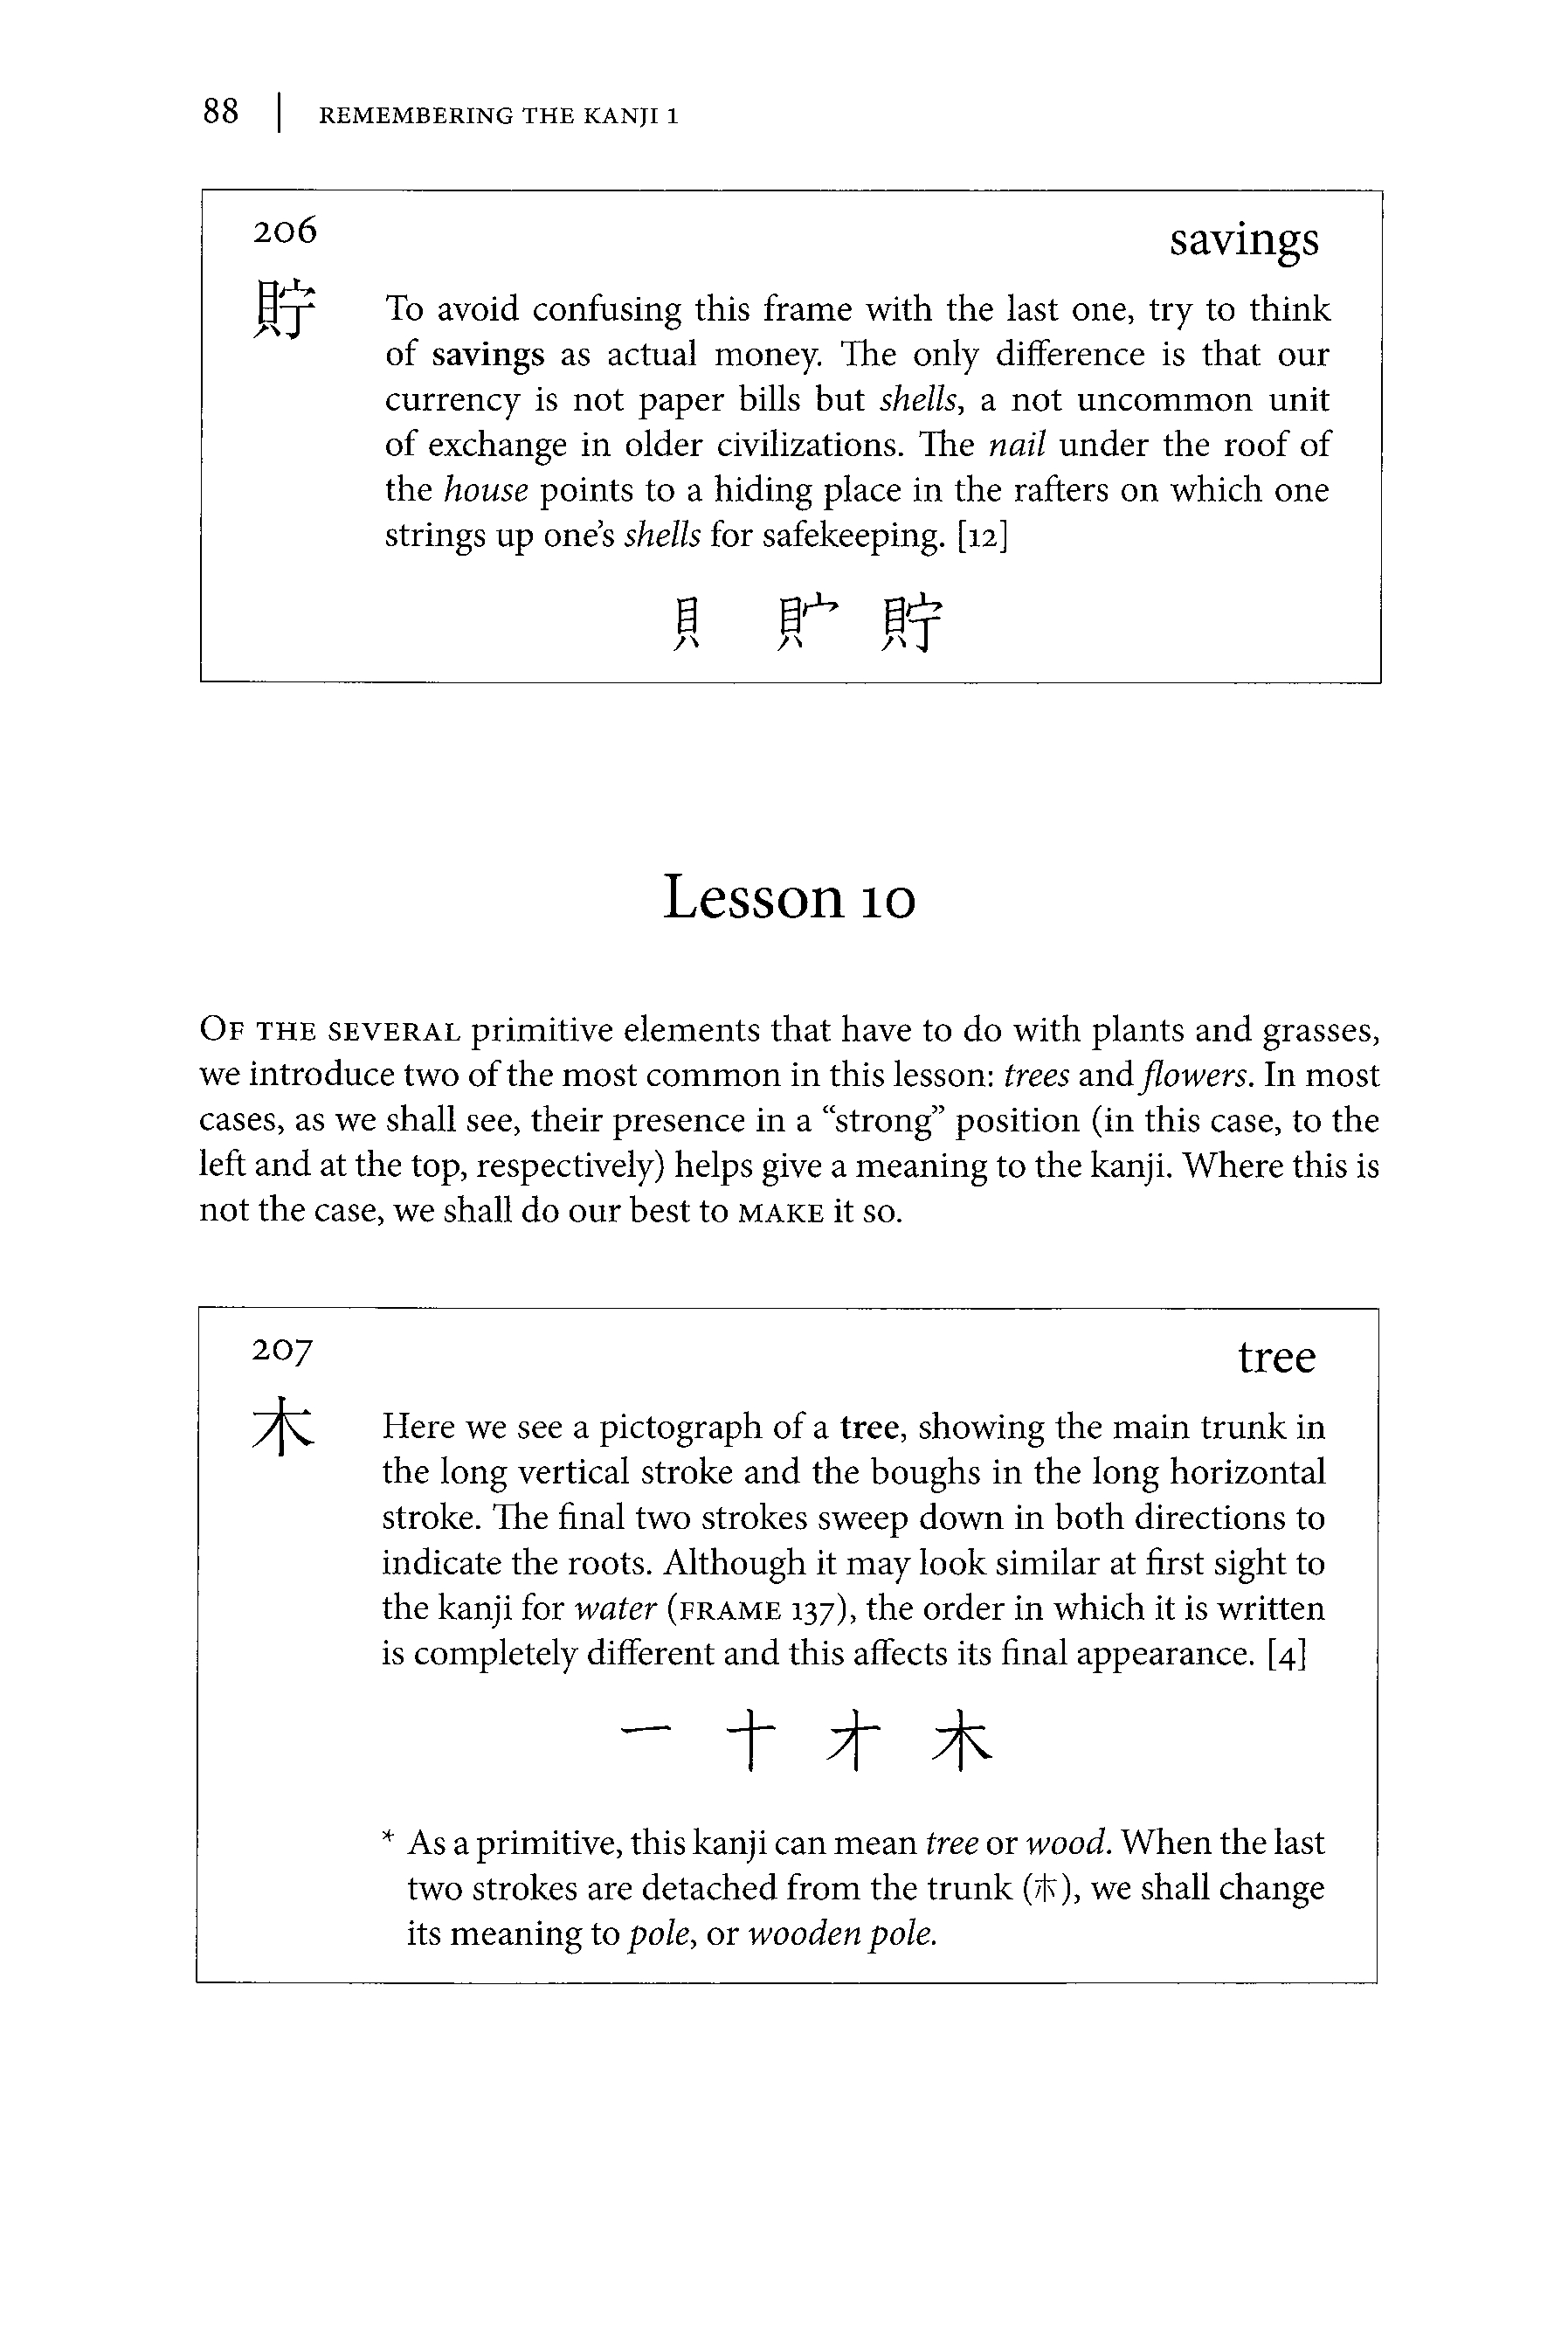 88 | REMEMBERING THE KANJI 1
206
savings
貯
To avoid confusing this frame with the last one, try to think
of savings as actual money. The only difference is that our
currency is not paper bills but shells, a not uncommon unit
of exchange in older civilizations. The nail under the roof of
the house points to a hiding place in the rafters on which one
strings up one’s shells for safekeeping. [12]
貝 貯
Lesson 10
OF THE SEVERAL primitive elements that have to do with plants and grasses,
we introduce two of the most common in this lesson: trees and flowers. In most
cases, as we shall see, their presence in a “strong” position (in this case, to the
left and at the top, respectively) helps give a meaning to the kanji. Where this is
not the case, we shall do our best to MAKE it so.
207
tree
木
Here we see a pictograph of a tree, showing the main trunk in
the long vertical stroke and the boughs in the long horizontal
stroke. The final two strokes sweep down in both directions to
indicate the roots. Although it may look similar at first sight to
the kanji for water (FRAME 137), the order in which it is written
is completely different and this affects its final appearance. [4]
一 十 才 木
* As a primitive, this kanji can mean tree or wood. When the last
two strokes are detached from the trunk (朩), we shall change
its meaning to pole, or wooden pole.